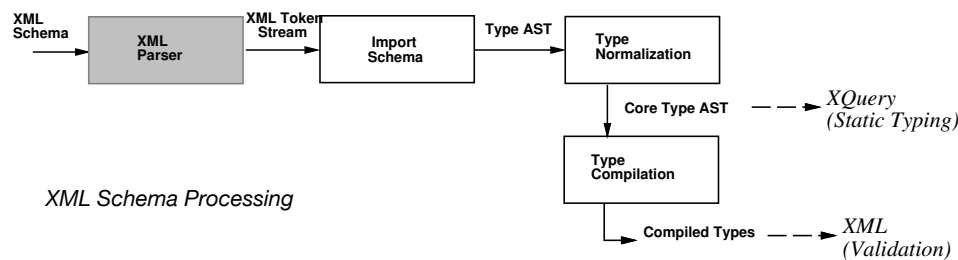 XML
Schema
XML
Parser
XML Token
Stream
Import
Schema
Type AST
Type
Normalization
Core Type AST
XQuery
(Static Typing)
Type
Compilation
XML Schema Processing
Compiled Types
XML
(Validation)